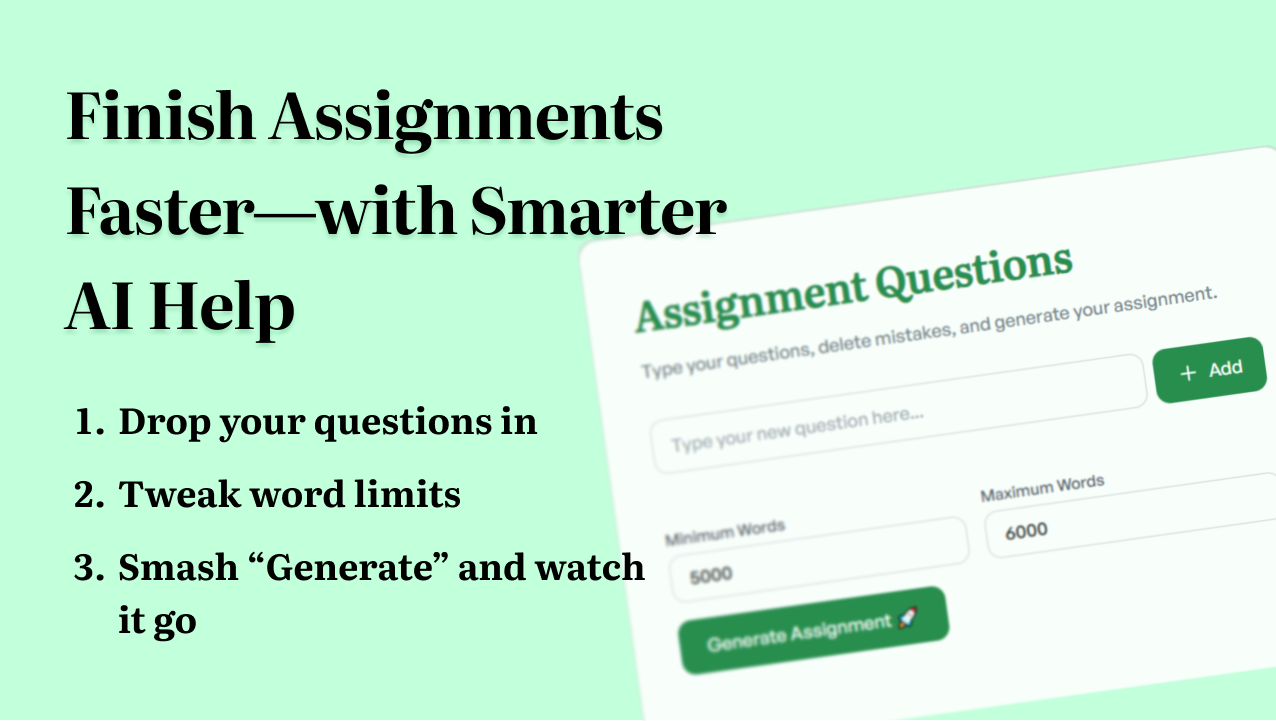 Finish Assignments
Faster—with Smarter
AI Help
1. Drop your questions in
2. Tweak word limits
3. Smash “Generate” and watch
it go
Assignment Questions
Type your questions, delete mistakes, and generate your assignment.
Type your new question here...
+ Add
Minimum Words
5000
Maximum Words
6000
Generate Assignment 🚀